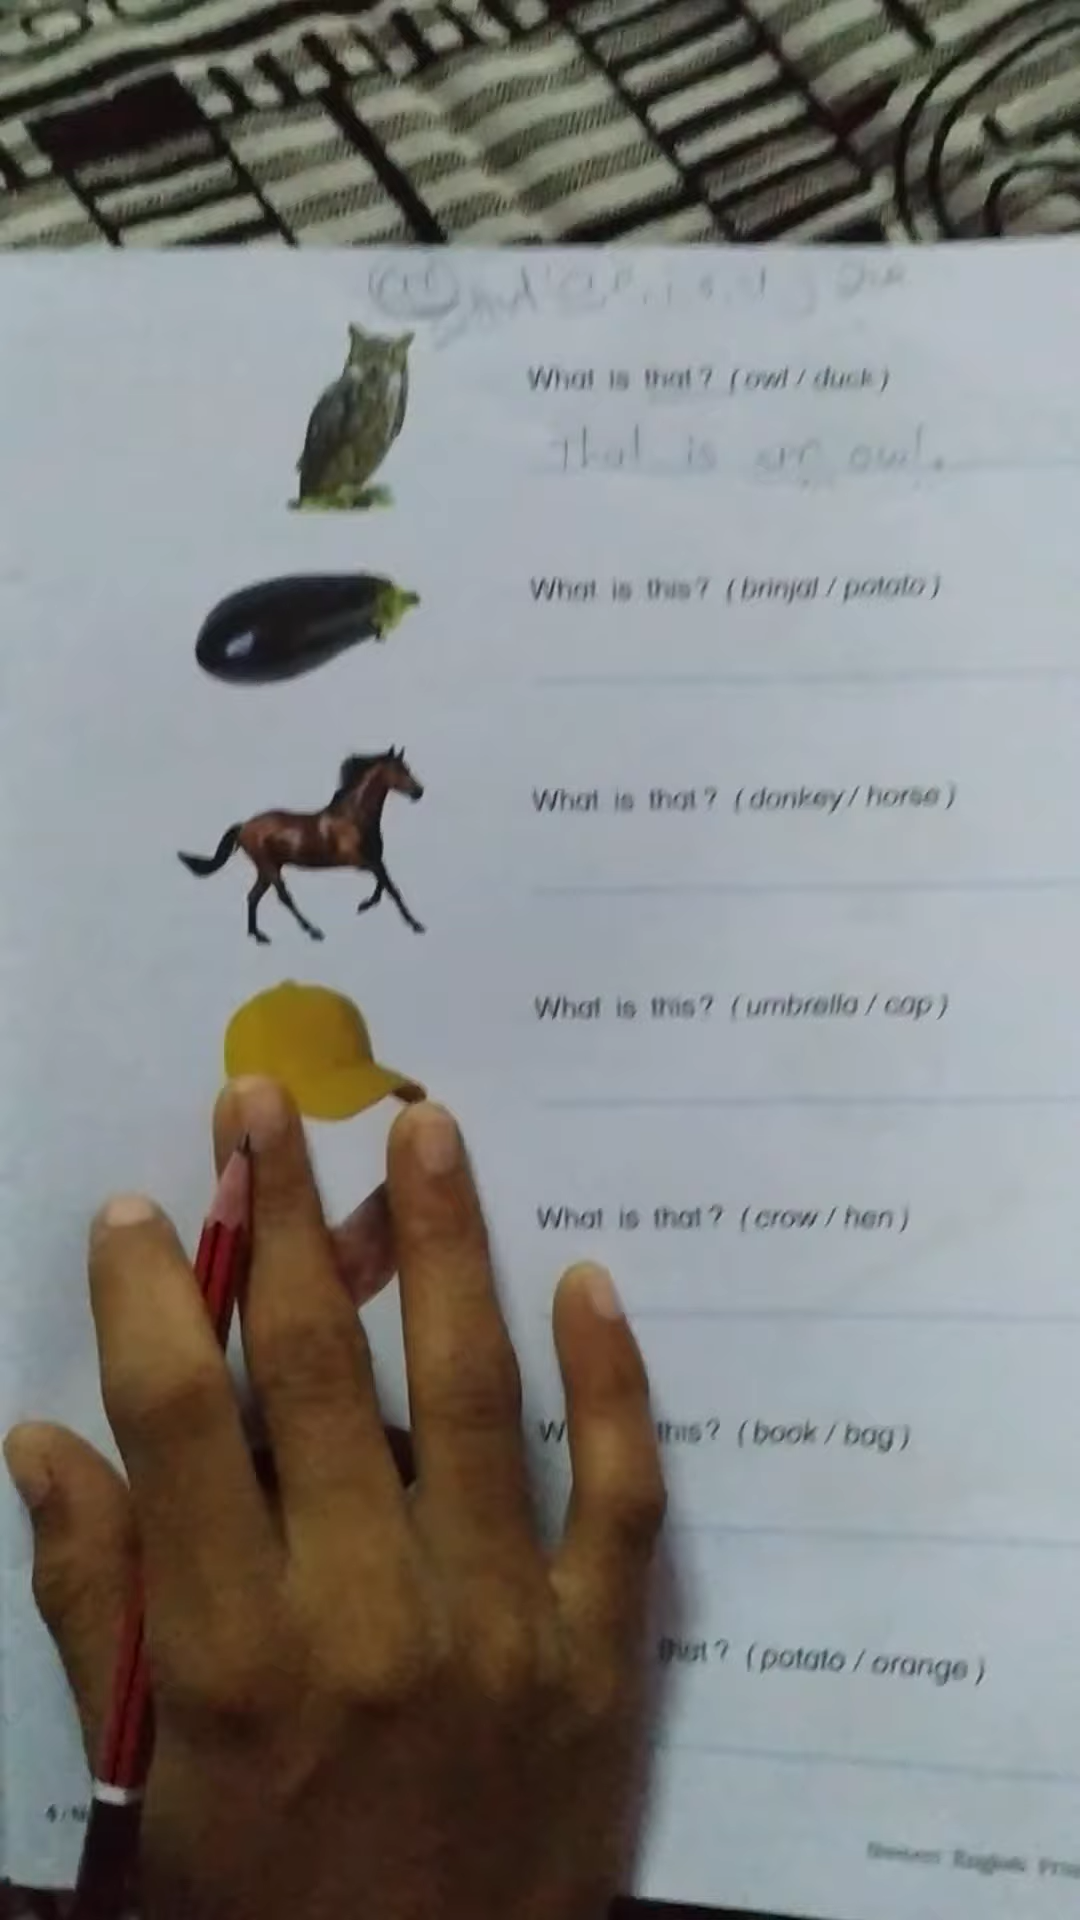 What is that? (owl / duck)
That is an owl.
What is this? (brinjal / potato)
What is that? (donkey / horse)
What is this? (umbrella / cap)
What is that? (crow / hen)
this? (book / bag)
that? (potato / orange)
English